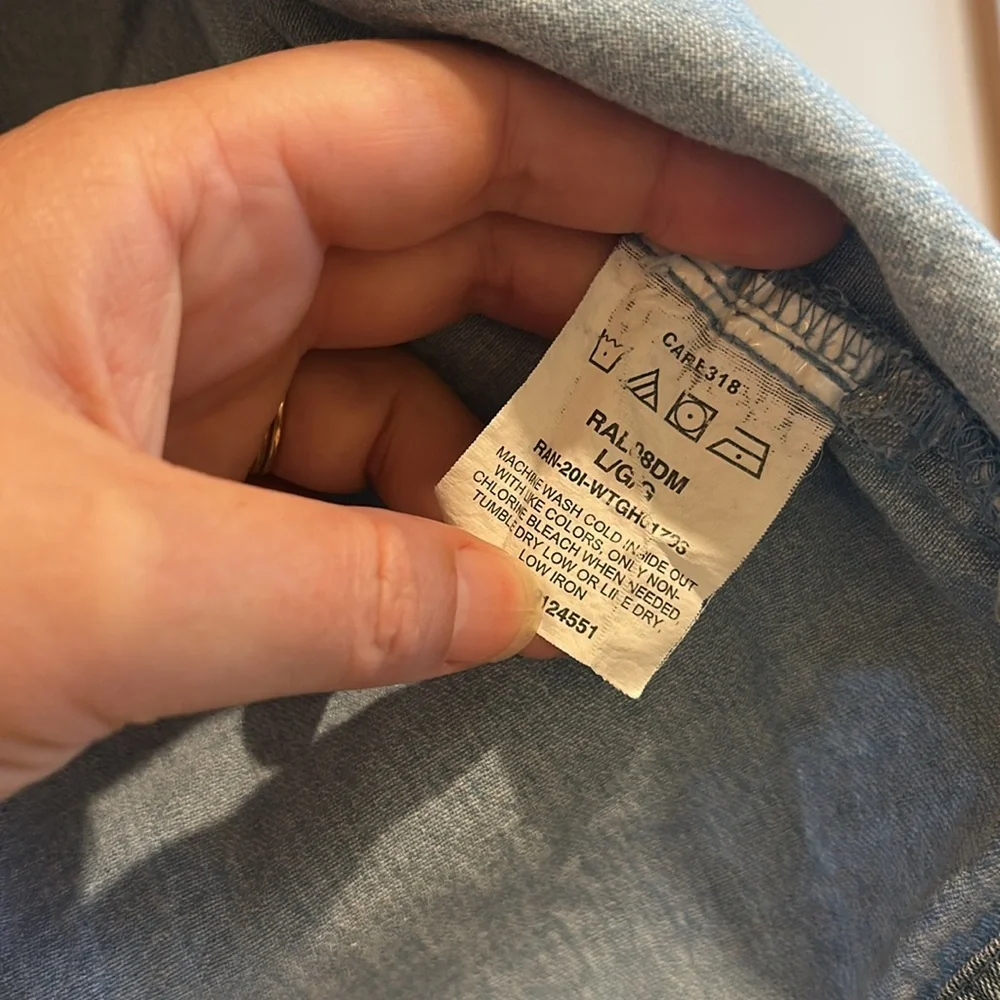 CARE318
L/G/G
MACHINE WASH COLD INSIDE OUT
WITH LIKE COLORS, ONLY NON-
CHLORINE BLEACH WHEN NEEDED,
TUMBLE DRY LOW OR LINE DRY,
LOW IRON
124551